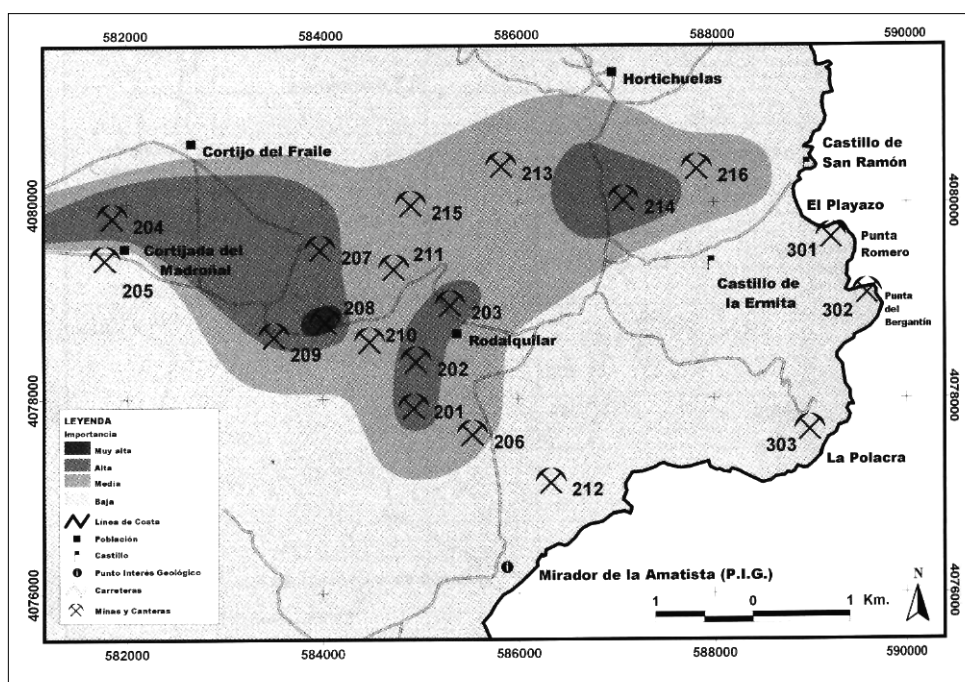 582000
584000
586000
588000
590000
Hortichuelas
Cortijo del Fraile
Castillo de
San Ramón
213
216
4080000
204
215
214
4080000
El Playazo
Cortijada del
Madroñal
207
211
301
Punta
Romero
205
208
203
Castillo de
la Ermita
302
Punta
del
Bergantín
209
210
Rodalquilar
202
4078000
201
4078000
206
303
La Polacra
212
LEYENDA
Importancia
Muy alta
Alta
Media
Baja
Línea de Costa
Población
Castillo
Punto Interés Geológico
Carreteras
Minas y Canteras
4076000
Mirador de la Amatista (P.I.G.)
4076000
1 0 1 Km.
N
582000
584000
586000
588000
590000